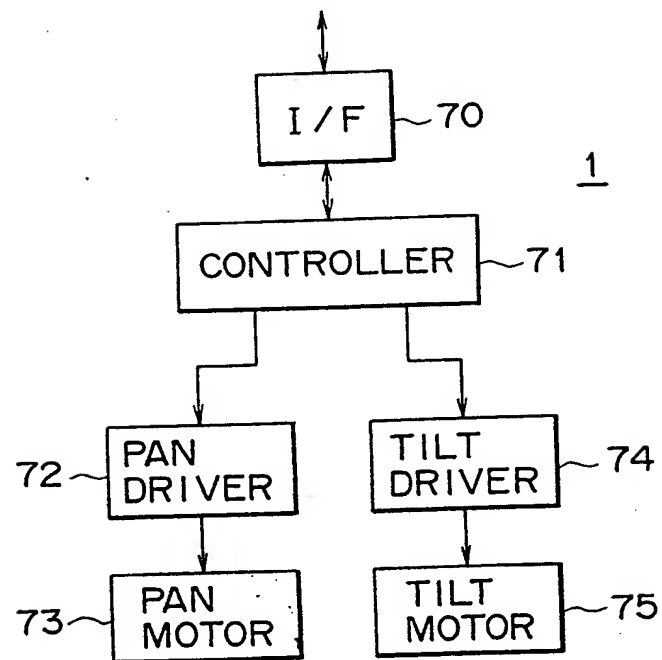 I/F
70
1
CONTROLLER
71
72
PAN
DRIVER
TILT
DRIVER
74
73
PAN
MOTOR
TILT
MOTOR
75